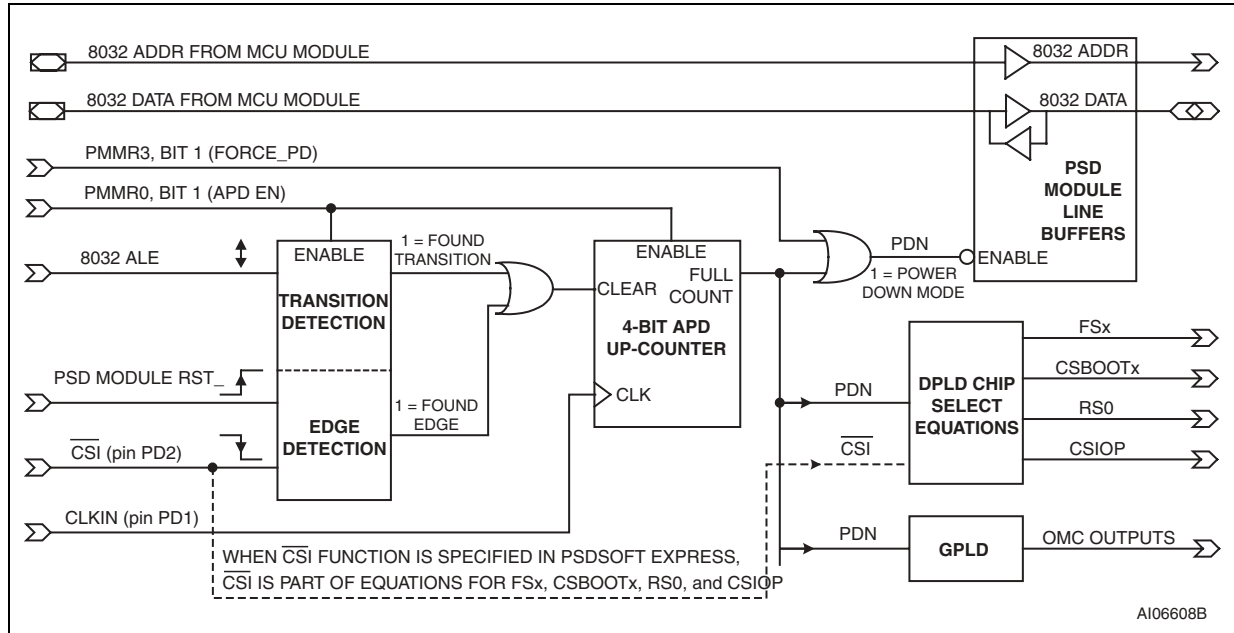 8032 ADDR FROM MCU MODULE
8032 ADDR
8032 DATA FROM MCU MODULE
8032 DATA
PSD
MODULE
LINE
BUFFERS
PMMR3, BIT 1 (FORCE_PD)
PMMR0, BIT 1 (APD EN)
8032 ALE
ENABLE
TRANSITION
DETECTION
1 = FOUND
TRANSITION
PSD MODULE RST_
EDGE
DETECTION
1 = FOUND
EDGE
CSI (pin PD2)
CLKIN (pin PD1)
ENABLE
FULL
COUNT
CLEAR
4-BIT APD
UP-COUNTER
CLK
PDN
1 = POWER
DOWN MODE
ENABLE
PDN
CSI
DPLD CHIP
SELECT
EQUATIONS
FSx
CSBOOTx
RS0
CSIOP
PDN
GPLD
OMC OUTPUTS
WHEN CSI FUNCTION IS SPECIFIED IN PSDSOFT EXPRESS,
CSI IS PART OF EQUATIONS FOR FSx, CSBOOTx, RS0, and CSIOP
AI06608B